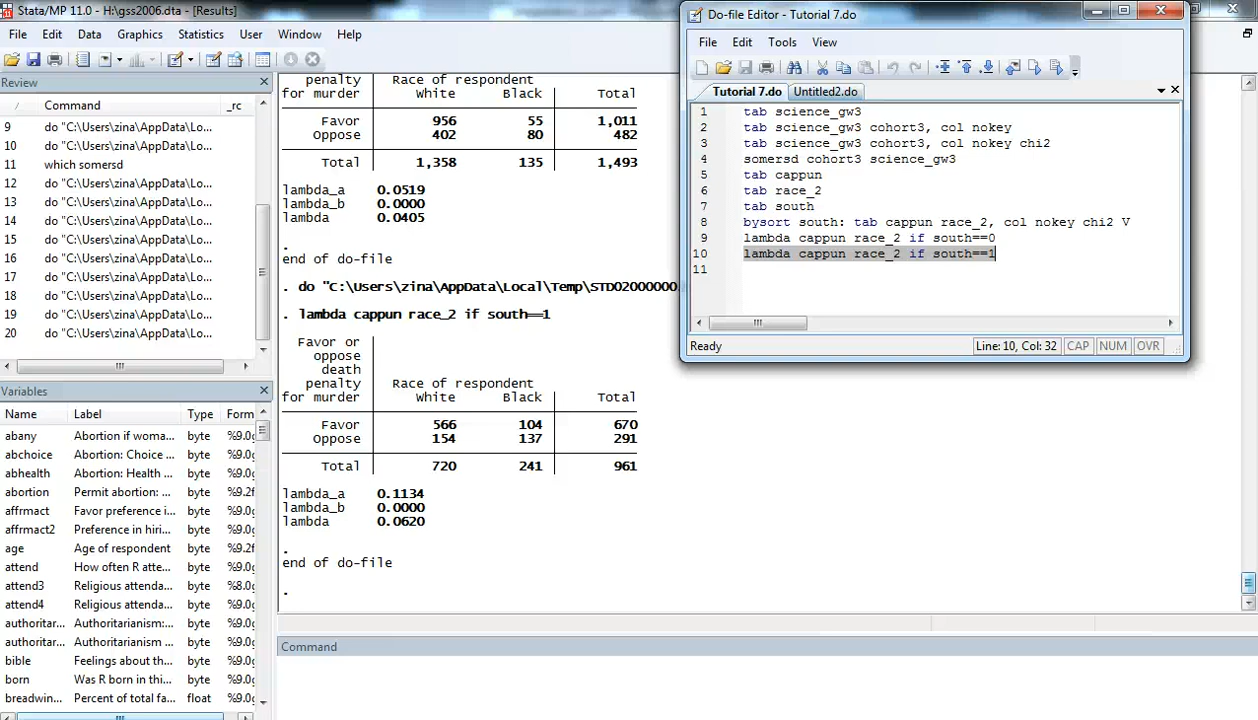 Stata/MP 11.0 - H:\gss2006.dta - [Results]
File Edit Data Graphics Statistics User Window Help
Review
Command _rc
9 do "C:\Users\zina\AppData\Lo...
10 do "C:\Users\zina\AppData\Lo...
11 which somersd
12 do "C:\Users\zina\AppData\Lo...
13 do "C:\Users\zina\AppData\Lo...
14 do "C:\Users\zina\AppData\Lo...
15 do "C:\Users\zina\AppData\Lo...
16 do "C:\Users\zina\AppData\Lo...
17 do "C:\Users\zina\AppData\Lo...
18 do "C:\Users\zina\AppData\Lo...
19 do "C:\Users\zina\AppData\Lo...
20 do "C:\Users\zina\AppData\Lo...
Variables
Name Label Type Form
abany Abortion if woma... byte %9.0g
abchoice Abortion: Choice ... byte %9.0g
abhealth Abortion: Health ... byte %9.0g
abortion Permit abortion: ... byte %9.2f
affrmact Favor preference i... byte %9.0g
affrmact2 Preference in hiri... byte %9.0g
age Age of respondent byte %9.2f
attend How often R atte... byte %9.0g
attend3 Religious attenda... byte %8.0g
attend4 Religious attenda... byte %9.0g
authoritar... Authoritarianism: ... byte %9.0g
authoritar... Authoritarianism ... byte %9.0g
bible Feelings about th... byte %9.0g
born Was R born in thi... byte %9.0g
breadwin... Percent of total fa... float %9.0g
penalty Race of respondent
for murder White Black Total
Favor 956 55 1,011
Oppose 402 80 482
Total 1,358 135 1,493
lambda_a 0.0519
lambda_b 0.0000
lambda 0.0405
.
end of do-file
. do "C:\Users\zina\AppData\Local\Temp\STD02000000.
. lambda cappun race_2 if south==1
Favor or
oppose
death
penalty Race of respondent
for murder White Black Total
Favor 566 104 670
Oppose 154 137 291
Total 720 241 961
lambda_a 0.1134
lambda_b 0.0000
lambda 0.0620
.
end of do-file
.
Command
Do-file Editor - Tutorial 7.do
File Edit Tools View
Tutorial 7.do Untitled2.do
1 tab science_gw3
2 tab science_gw3 cohort3, col nokey
3 tab science_gw3 cohort3, col nokey chi2
4 somersd cohort3 science_gw3
5 tab cappun
6 tab race_2
7 tab south
8 bysort south: tab cappun race_2, col nokey chi2 V
9 lambda cappun race_2 if south==0
10 lambda cappun race_2 if south==1
11
Ready Line: 10, Col: 32 CAP NUM OVR